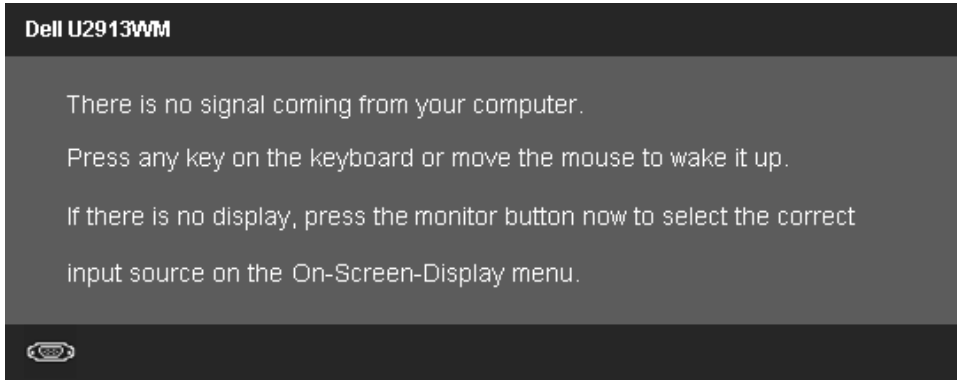 Dell U2913WM
There is no signal coming from your computer.
Press any key on the keyboard or move the mouse to wake it up.
If there is no display, press the monitor button now to select the correct
input source on the On-Screen-Display menu.